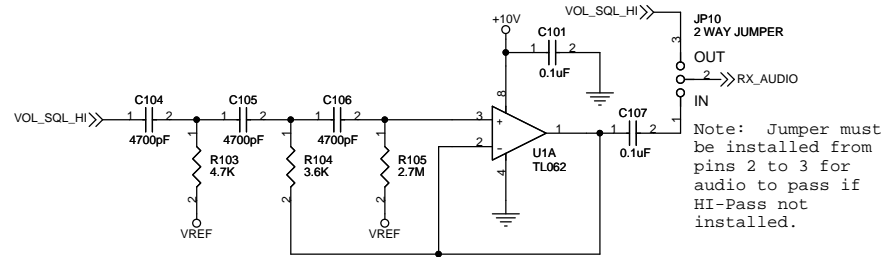 VOL_SQL_HI
JP10
2 WAY JUMPER
+10V
C101
1 2
0.1uF
3
OUT
2
RX_AUDIO
IN
1
8
C104
1 2
4700pF
C105
1 2
4700pF
C106
1 2
4700pF
VOL_SQL_HI
3
+
2
-
1
U1A
TL062
4
C107
1 2
0.1uF
1
R103
4.7K
2
VREF
1
R104
3.6K
2
1
R105
2.7M
2
VREF
Note: Jumper must
be installed from
pins 2 to 3 for
audio to pass if
HI-Pass not
installed.